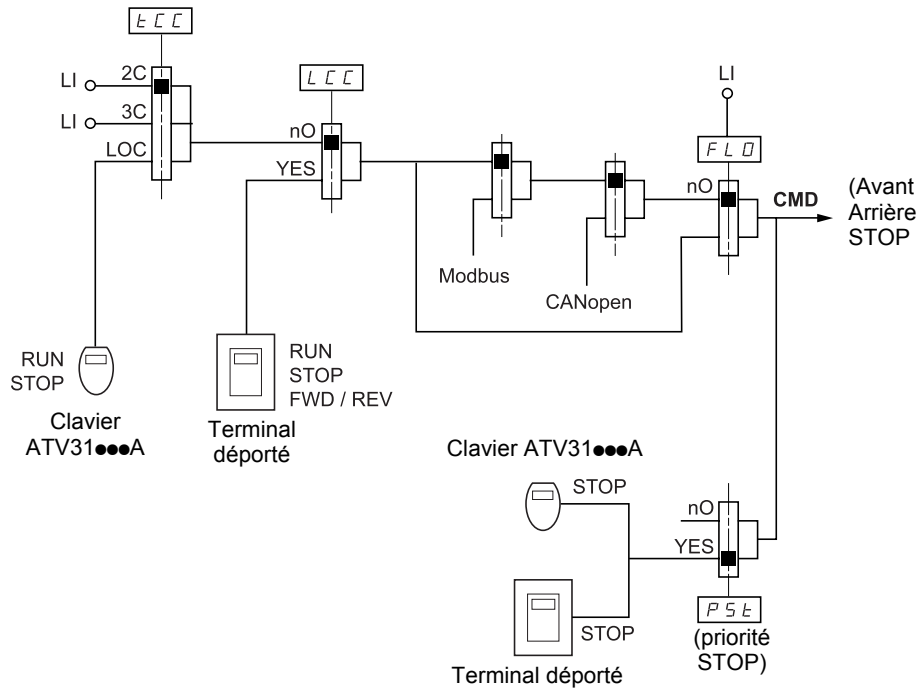 tCC
LI
2C
LI
3C
LOC
LCC
nO
YES
LI
FLO
nO
CMD
(Avant
Arrière
STOP
Modbus
CANopen
RUN
STOP
Clavier
ATV31●●●A
RUN
STOP
FWD / REV
Terminal
déporté
Clavier ATV31●●●A
STOP
nO
YES
PSt
(priorité
STOP)
STOP
Terminal déporté